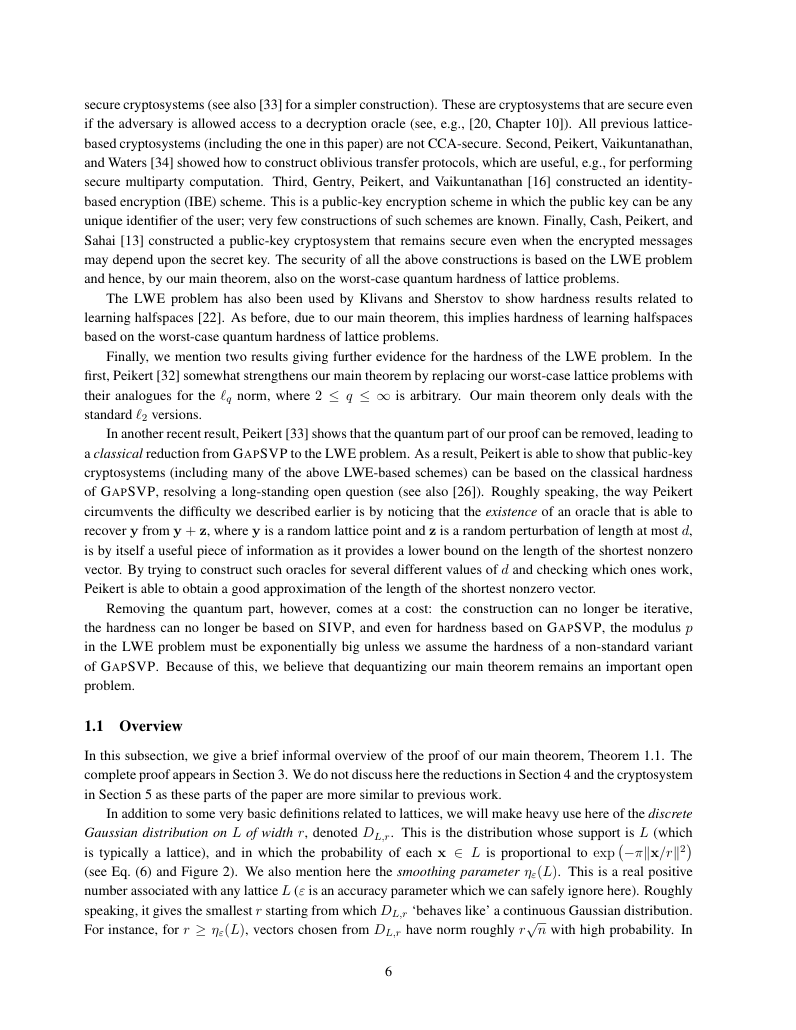 secure cryptosystems (see also [33] for a simpler construction). These are cryptosystems that are secure even
if the adversary is allowed access to a decryption oracle (see, e.g., [20, Chapter 10]). All previous lattice-
based cryptosystems (including the one in this paper) are not CCA-secure. Second, Peikert, Vaikuntanathan,
and Waters [34] showed how to construct oblivious transfer protocols, which are useful, e.g., for performing
secure multiparty computation. Third, Gentry, Peikert, and Vaikuntanathan [16] constructed an identity-
based encryption (IBE) scheme. This is a public-key encryption scheme in which the public key can be any
unique identifier of the user; very few constructions of such schemes are known. Finally, Cash, Peikert, and
Sahai [13] constructed a public-key cryptosystem that remains secure even when the encrypted messages
may depend upon the secret key. The security of all the above constructions is based on the LWE problem
and hence, by our main theorem, also on the worst-case quantum hardness of lattice problems.
The LWE problem has also been used by Klivans and Sherstov to show hardness results related to
learning halfspaces [22]. As before, due to our main theorem, this implies hardness of learning halfspaces
based on the worst-case quantum hardness of lattice problems.
Finally, we mention two results giving further evidence for the hardness of the LWE problem. In the
first, Peikert [32] somewhat strengthens our main theorem by replacing our worst-case lattice problems with
their analogues for the ℓq norm, where 2 ≤ q ≤ ∞ is arbitrary. Our main theorem only deals with the
standard ℓ2 versions.
In another recent result, Peikert [33] shows that the quantum part of our proof can be removed, leading to
a classical reduction from GAPSVP to the LWE problem. As a result, Peikert is able to show that public-key
cryptosystems (including many of the above LWE-based schemes) can be based on the classical hardness
of GAPSVP, resolving a long-standing open question (see also [26]). Roughly speaking, the way Peikert
circumvents the difficulty we described earlier is by noticing that the existence of an oracle that is able to
recover y from y + z, where y is a random lattice point and z is a random perturbation of length at most d,
is by itself a useful piece of information as it provides a lower bound on the length of the shortest nonzero
vector. By trying to construct such oracles for several different values of d and checking which ones work,
Peikert is able to obtain a good approximation of the length of the shortest nonzero vector.
Removing the quantum part, however, comes at a cost: the construction can no longer be iterative,
the hardness can no longer be based on SIVP, and even for hardness based on GAPSVP, the modulus p
in the LWE problem must be exponentially big unless we assume the hardness of a non-standard variant
of GAPSVP. Because of this, we believe that dequantizing our main theorem remains an important open
problem.
1.1 Overview
In this subsection, we give a brief informal overview of the proof of our main theorem, Theorem 1.1. The
complete proof appears in Section 3. We do not discuss here the reductions in Section 4 and the cryptosystem
in Section 5 as these parts of the paper are more similar to previous work.
In addition to some very basic definitions related to lattices, we will make heavy use here of the discrete
Gaussian distribution on L of width r, denoted D_{L,r}. This is the distribution whose support is L (which
is typically a lattice), and in which the probability of each x ∈ L is proportional to exp (−π‖x/r‖²)
(see Eq. (6) and Figure 2). We also mention here the smoothing parameter ηε(L). This is a real positive
number associated with any lattice L (ε is an accuracy parameter which we can safely ignore here). Roughly
speaking, it gives the smallest r starting from which D_{L,r} ‘behaves like’ a continuous Gaussian distribution.
For instance, for r ≥ ηε(L), vectors chosen from D_{L,r} have norm roughly r√n with high probability. In
6